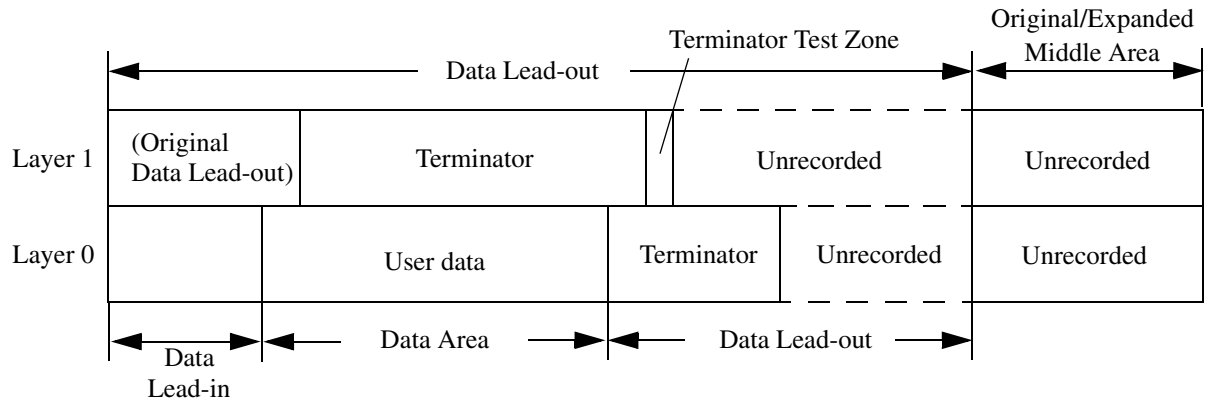 Original/Expanded
Middle Area
Terminator Test Zone
Data Lead-out
Layer 1
(Original
Data Lead-out)
Terminator
Unrecorded
Unrecorded
Layer 0
User data
Terminator
Unrecorded
Unrecorded
Data
Lead-in
Data Area
Data Lead-out